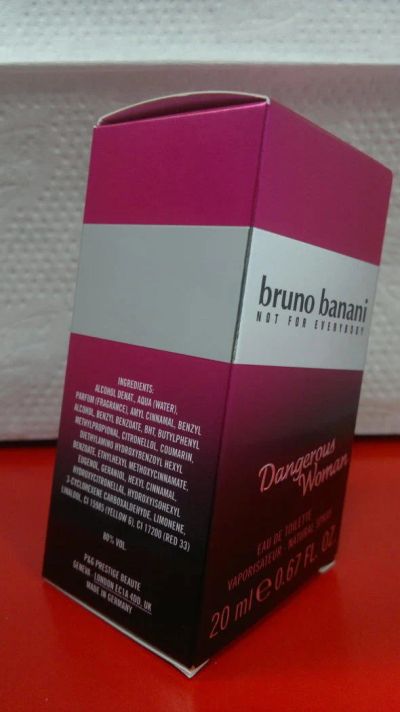 INGREDIENTS:
ALCOHOL DENAT, AQUA (WATER),
PARFUM (FRAGRANCE), AMYL CINNAMAL, BENZYL
ALCOHOL, BENZYL BENZOATE, BHT, BUTYLPHENYL
METHYLPROPIONAL, CITRONELLOL, COUMARIN,
DIETHYLAMINO HYDROXYBENZOYL HEXYL
BENZOATE, ETHYLHEXYL METHOXYCINNAMATE,
EUGENOL, GERANIOL, HEXYL CINNAMAL,
HYDROXYCITRONELLAL, HYDROXYISOHEXYL
3-CYCLOHEXENE CARBOXALDEHYDE, LIMONENE,
LINALOOL, CI 15985 (YELLOW 6), CI 17200 (RED 33)
80% VOL.
P&G PRESTIGE BEAUTE
GENEVA - LONDON EC1A 4DD, UK
MADE IN GERMANY
bruno banani
NOT FOR EVERYBODY
Dangerous
Woman
EAU DE TOILETTE
VAPORISATEUR - NATURAL SPRAY
20 ml e 0.67 FL. OZ.